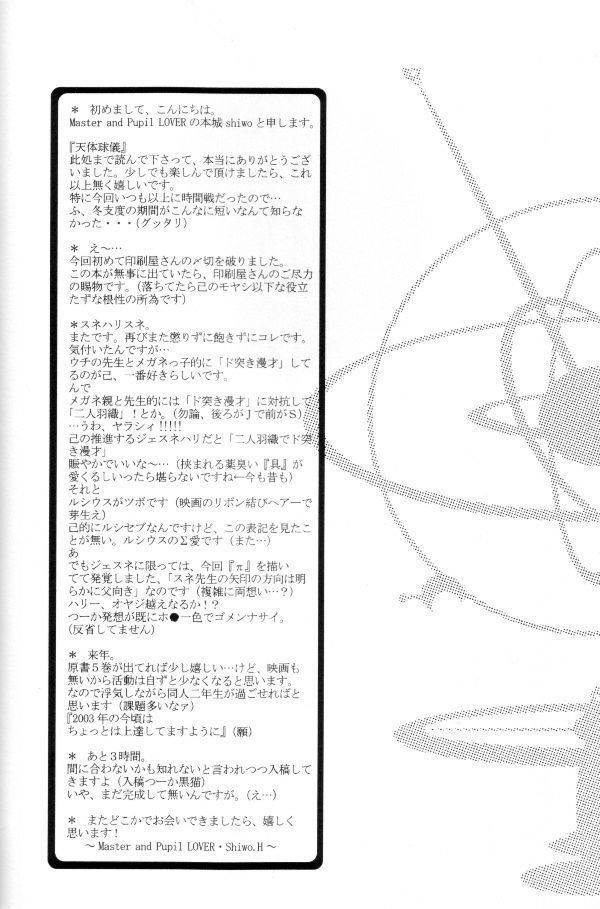 ＊　初めまして、こんにちは。
Master and Pupil LOVER の本城 shiwo と申します。
『天体球儀』
此処まで読んで下さって、本当にありがとうござ
いました。少しでも楽しんで頂けましたら、これ
以上無く嬉しいです。
特に今回いつも以上に時間戦だったので…
ふ、冬支度の期間がこんなに短いなんて知らな
かった・・・（グッタリ）
＊　え～…
今回初めて印刷屋さんの〆切を破りました。
この本が無事に出ていたら、印刷屋さんのご尽力
の賜物です。（落ちてたら己のモヤシ以下な役立
たずな根性の所為です）
＊スネハリスネ。
またです。再びまた懲りずに飽きずにコレです。
気付いたんですが…
ウチの先生とメガネっ子的に「ド突き漫才」して
るのが己、一番好きらしいです。
んで
メガネ親と先生的には「ド突き漫才」に対抗して
「二人羽織」！とか。（勿論、後ろがＪで前がＳ）
…うわ、ヤラシィ!!!!!
己の推進するジェスネハリだと「二人羽織でド突
き漫才」
賑やかでいいな～…（挟まれる薬臭い『具』が
愛くるしいったら堪らないですね←今も昔も）
それと
ルシウスがツボです（映画のリボン結びヘアーで
芽生え）
己的にルシセブなんですけど、この表記を見たこ
とが無い。ルシウスのΣ愛です（また…）
あ
でもジェスネに限っては、今回『π』を描い
てて発覚しました、「スネ先生の矢印の方向は明
らかに父向き」なのです（複雑に両想い…？）
ハリー、オヤジ越えなるか！？
つーか発想が既にホ●一色でゴメンナサイ。
（反省してません）
＊　来年。
原書５巻が出てれば少し嬉しい…けど、映画も
無いから活動は自ずと少なくなると思います。
なので浮気しながら同人二年生が過ごせればと
思います（課題多いなァ）
『2003 年の今頃は
ちょっとは上達してますように』（願）
＊　あと３時間。
間に合わないかも知れないと言われつつ入稿して
きますよ（入稿つーか黒猫）
いや、まだ完成して無いんですが。（え…）
＊　またどこかでお会いできましたら、嬉しく
思います！
～ Master and Pupil LOVER・Shiwo.H ～